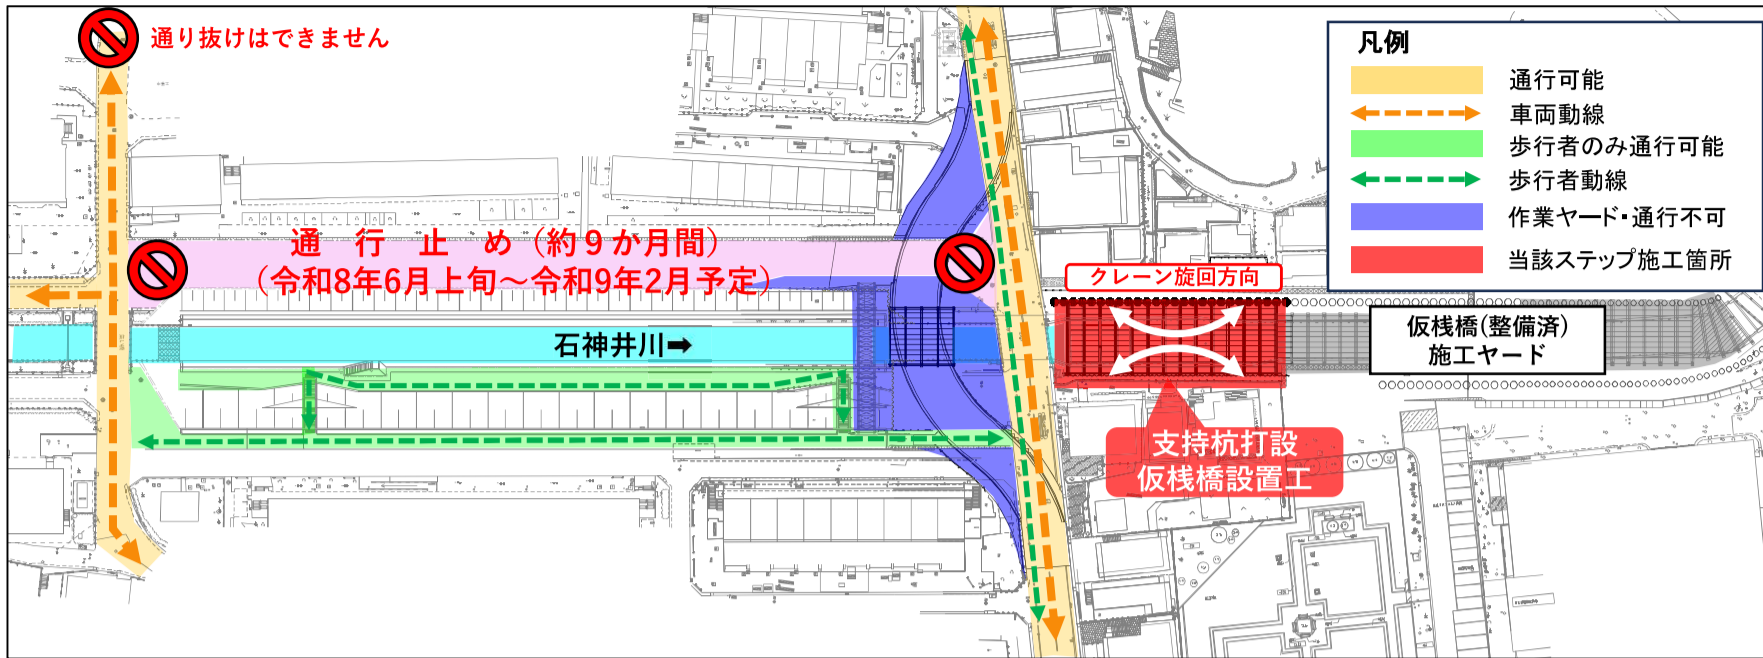 通り抜けはできません
凡例
通行可能
車両動線
歩行者のみ通行可能
歩行者動線
作業ヤード・通行不可
当該ステップ施工箇所
通行止め（約９か月間）
（令和8年6月上旬～令和9年2月予定）
クレーン旋回方向
石神井川➡
仮桟橋(整備済)
施工ヤード
支持杭打設
仮桟橋設置工